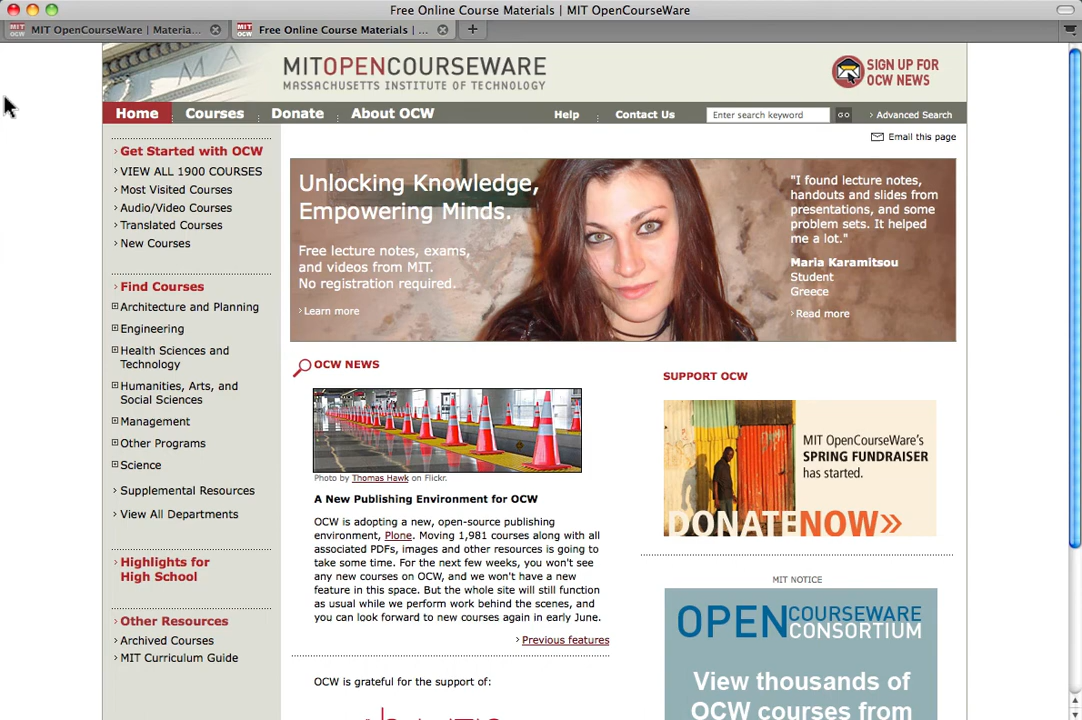 Free Online Course Materials | MIT OpenCourseWare
MIT OpenCourseWare | Materia...
Free Online Course Materials | ...
MITOPENCOURSEWARE
MASSACHUSETTS INSTITUTE OF TECHNOLOGY
SIGN UP FOR
OCW NEWS
Home
Courses
Donate
About OCW
Help
Contact Us
Enter search keyword
GO
Advanced Search
Email this page
Get Started with OCW
VIEW ALL 1900 COURSES
Most Visited Courses
Audio/Video Courses
Translated Courses
New Courses
Find Courses
Architecture and Planning
Engineering
Health Sciences and
Technology
Humanities, Arts, and
Social Sciences
Management
Other Programs
Science
Supplemental Resources
View All Departments
Highlights for
High School
Other Resources
Archived Courses
MIT Curriculum Guide
Unlocking Knowledge,
Empowering Minds.
Free lecture notes, exams,
and videos from MIT.
No registration required.
Learn more
"I found lecture notes,
handouts and slides from
presentations, and some
problem sets. It helped
me a lot."
Maria Karamitsou
Student
Greece
Read more
OCW NEWS
Photo by Thomas Hawk on Flickr.
A New Publishing Environment for OCW
OCW is adopting a new, open-source publishing
environment, Plone. Moving 1,981 courses along with all
associated PDFs, images and other resources is going to
take some time. For the next few weeks, you won't see
any new courses on OCW, and we won't have a new
feature in this space. But the whole site will still function
as usual while we perform work behind the scenes, and
you can look forward to new courses again in early June.
Previous features
OCW is grateful for the support of:
SUPPORT OCW
MIT OpenCourseWare's
SPRING FUNDRAISER
has started.
DONATENOW»
MIT NOTICE
OPENCOURSEWARE
CONSORTIUM
View thousands of
OCW courses from